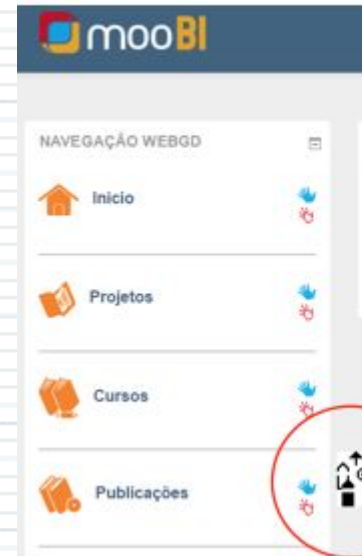 mooBI
NAVEGAÇÃO WEBGD
Inicio
Projetos
Cursos
Publicações